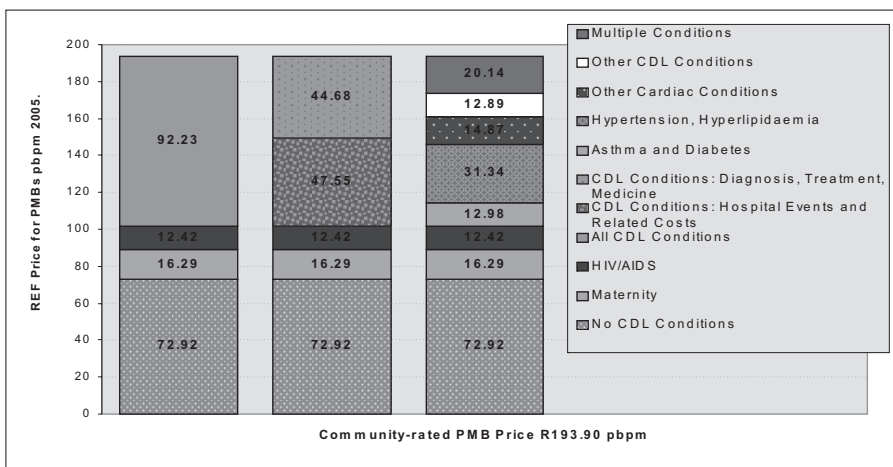 200
180
160
140
120
100
80
60
40
20
0
REF Price for PMBs pbpm 2005.
92.23
12.42
16.29
72.92
44.68
47.55
12.42
16.29
72.92
20.14
12.89
14.87
31.34
12.98
12.42
16.29
72.92
Multiple Conditions
Other CDL Conditions
Other Cardiac Conditions
Hypertension, Hyperlipidaemia
Asthma and Diabetes
CDL Conditions: Diagnosis, Treatment,
Medicine
CDL Conditions: Hospital Events and
Related Costs
All CDL Conditions
HIV/AIDS
Maternity
No CDL Conditions
Community-rated PMB Price R193.90 pbpm